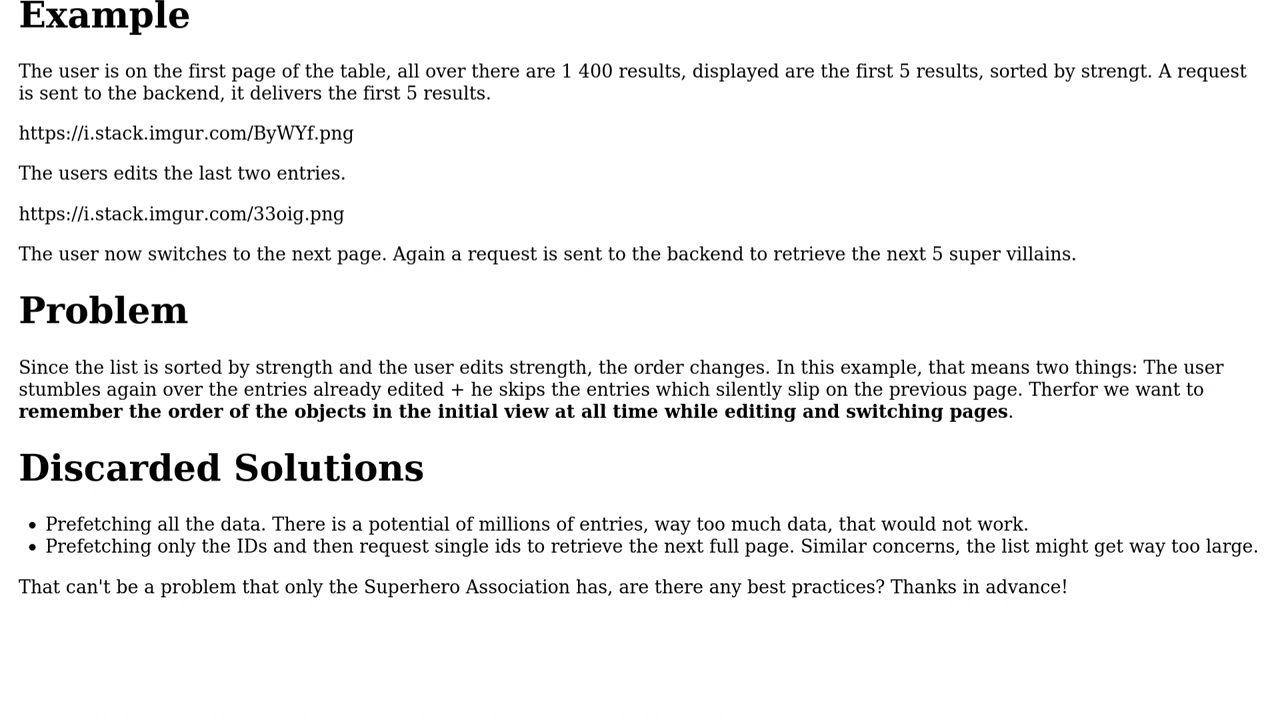 Example
The user is on the first page of the table, all over there are 1 400 results, displayed are the first 5 results, sorted by strengt. A request
is sent to the backend, it delivers the first 5 results.
https://i.stack.imgur.com/ByWYf.png
The users edits the last two entries.
https://i.stack.imgur.com/33oig.png
The user now switches to the next page. Again a request is sent to the backend to retrieve the next 5 super villains.
Problem
Since the list is sorted by strength and the user edits strength, the order changes. In this example, that means two things: The user
stumbles again over the entries already edited + he skips the entries which silently slip on the previous page. Therfor we want to
remember the order of the objects in the initial view at all time while editing and switching pages.
Discarded Solutions
• Prefetching all the data. There is a potential of millions of entries, way too much data, that would not work.
• Prefetching only the IDs and then request single ids to retrieve the next full page. Similar concerns, the list might get way too large.
That can't be a problem that only the Superhero Association has, are there any best practices? Thanks in advance!